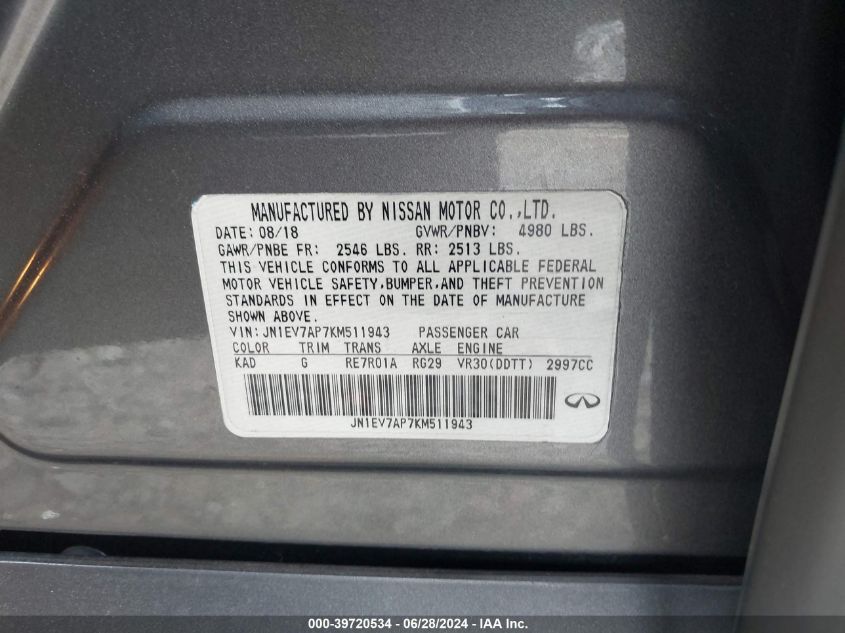 MANUFACTURED BY NISSAN MOTOR CO.,LTD.
DATE: 08/18 GVWR/PNBV: 4980 LBS.
GAWR/PNBE FR: 2546 LBS. RR: 2513 LBS.
THIS VEHICLE CONFORMS TO ALL APPLICABLE FEDERAL
MOTOR VEHICLE SAFETY,BUMPER,AND THEFT PREVENTION
STANDARDS IN EFFECT ON THE DATE OF MANUFACTURE
SHOWN ABOVE.
VIN: JN1EV7AP7KM511943 PASSENGER CAR
COLOR TRIM TRANS AXLE ENGINE
KAD G RE7R01A RG29 VR30(DDTT) 2997CC
JN1EV7AP7KM511943
000-39720534 - 06/28/2024 - IAA Inc.